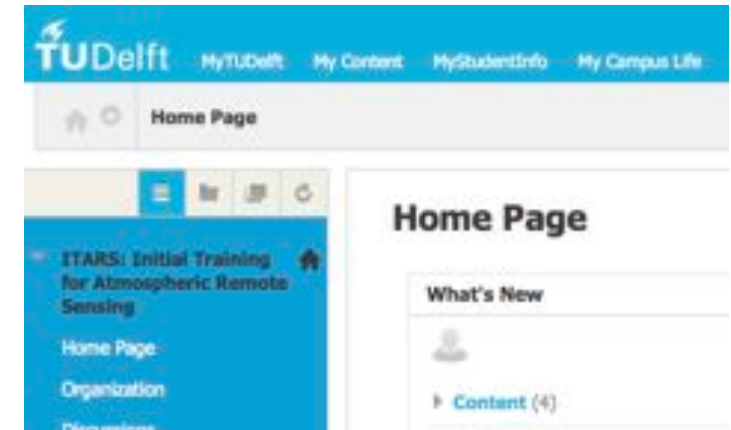 TUDelft MyTUDelft My Content MyStudentInfo My Campus Life
Home Page
Home Page
ITARS: Initial Training
for Atmospheric Remote
Sensing
What's New
Home Page
Organization
Content (4)
Discussions